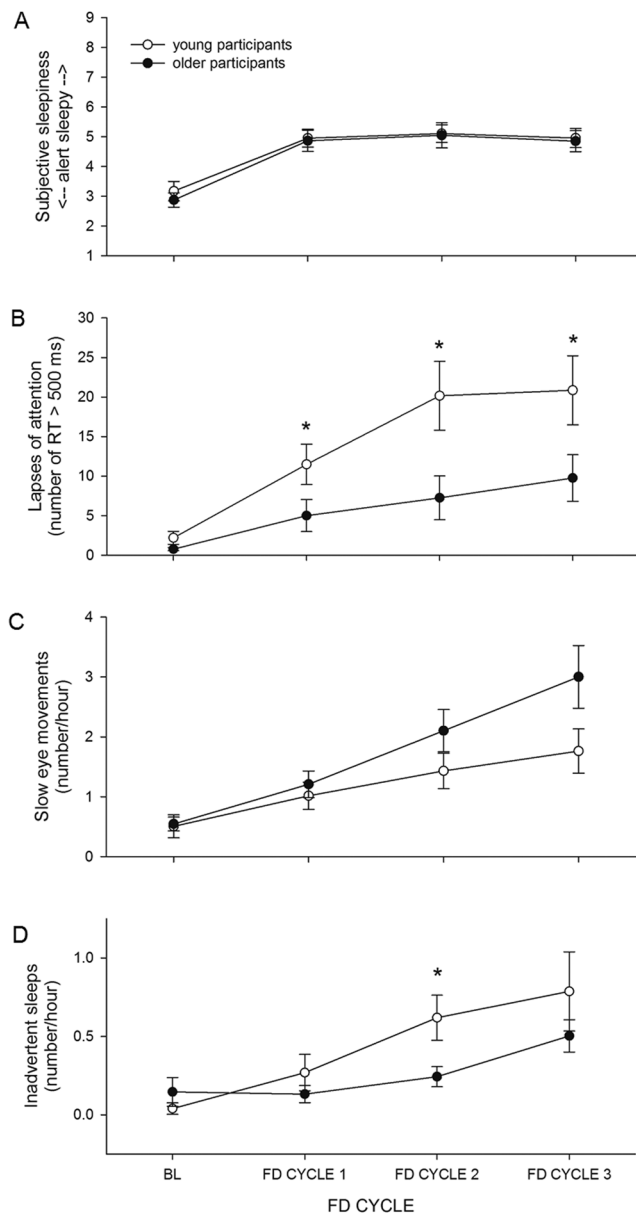 A
Subjective sleepiness
<-- alert sleepy -->
9
8
7
6
5
4
3
2
1
young participants
older participants
B
Lapses of attention
(number of RT > 500 ms)
30
25
20
15
10
5
0
*
*
*
C
Slow eye movements
(number/hour)
4
3
2
1
0
D
Inadvertent sleeps
(number/hour)
1.0
0.5
0.0
*
BL
FD CYCLE 1
FD CYCLE 2
FD CYCLE 3
FD CYCLE